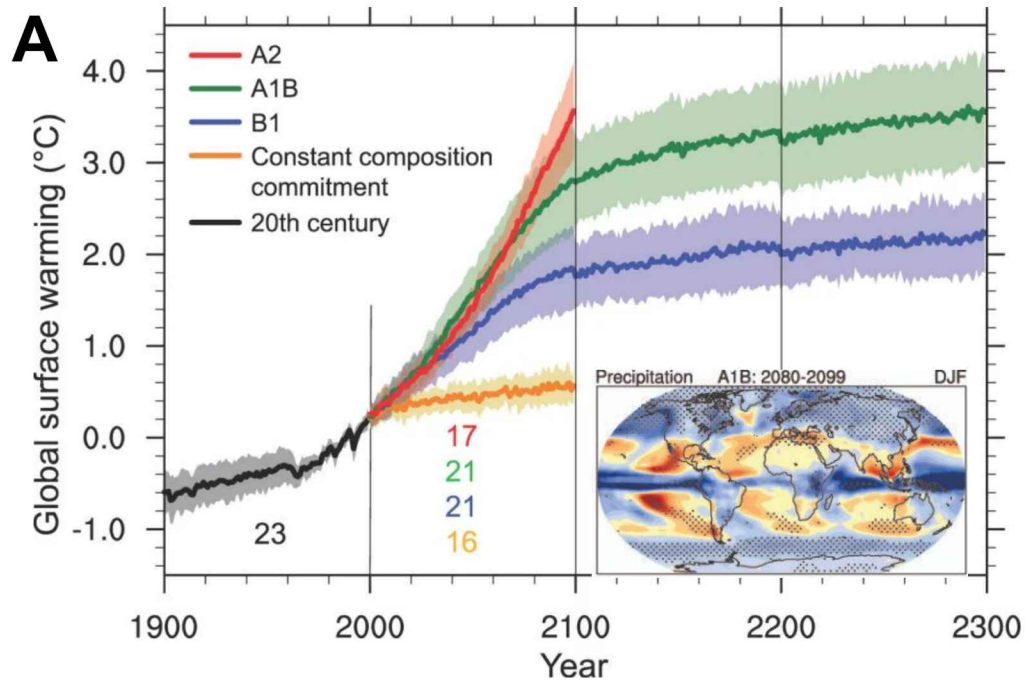 A
A2
A1B
B1
Constant composition
commitment
20th century
Global surface warming (°C)
4.0
3.0
2.0
1.0
0.0
-1.0
23
17
21
21
16
Precipitation A1B: 2080-2099 DJF
1900 2000 2100 2200 2300
Year